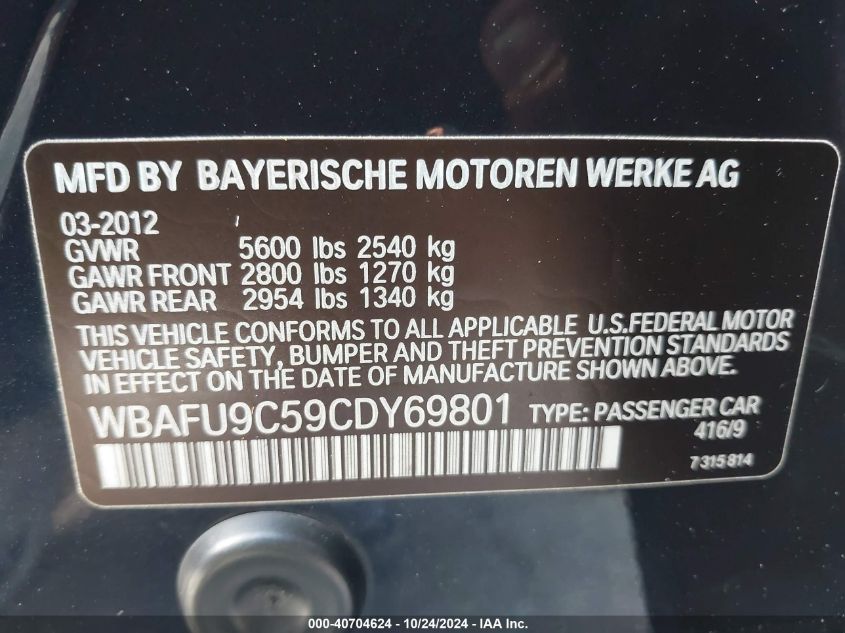 MFD BY BAYERISCHE MOTOREN WERKE AG
03-2012
GVWR 5600 lbs 2540 kg
GAWR FRONT 2800 lbs 1270 kg
GAWR REAR 2954 lbs 1340 kg
THIS VEHICLE CONFORMS TO ALL APPLICABLE U.S.FEDERAL MOTOR
VEHICLE SAFETY, BUMPER AND THEFT PREVENTION STANDARDS
IN EFFECT ON THE DATE OF MANUFACTURE SHOWN ABOVE.
WBAFU9C59CDY69801 TYPE: PASSENGER CAR
416/9
7315814
000-40704624 - 10/24/2024 - IAA Inc.